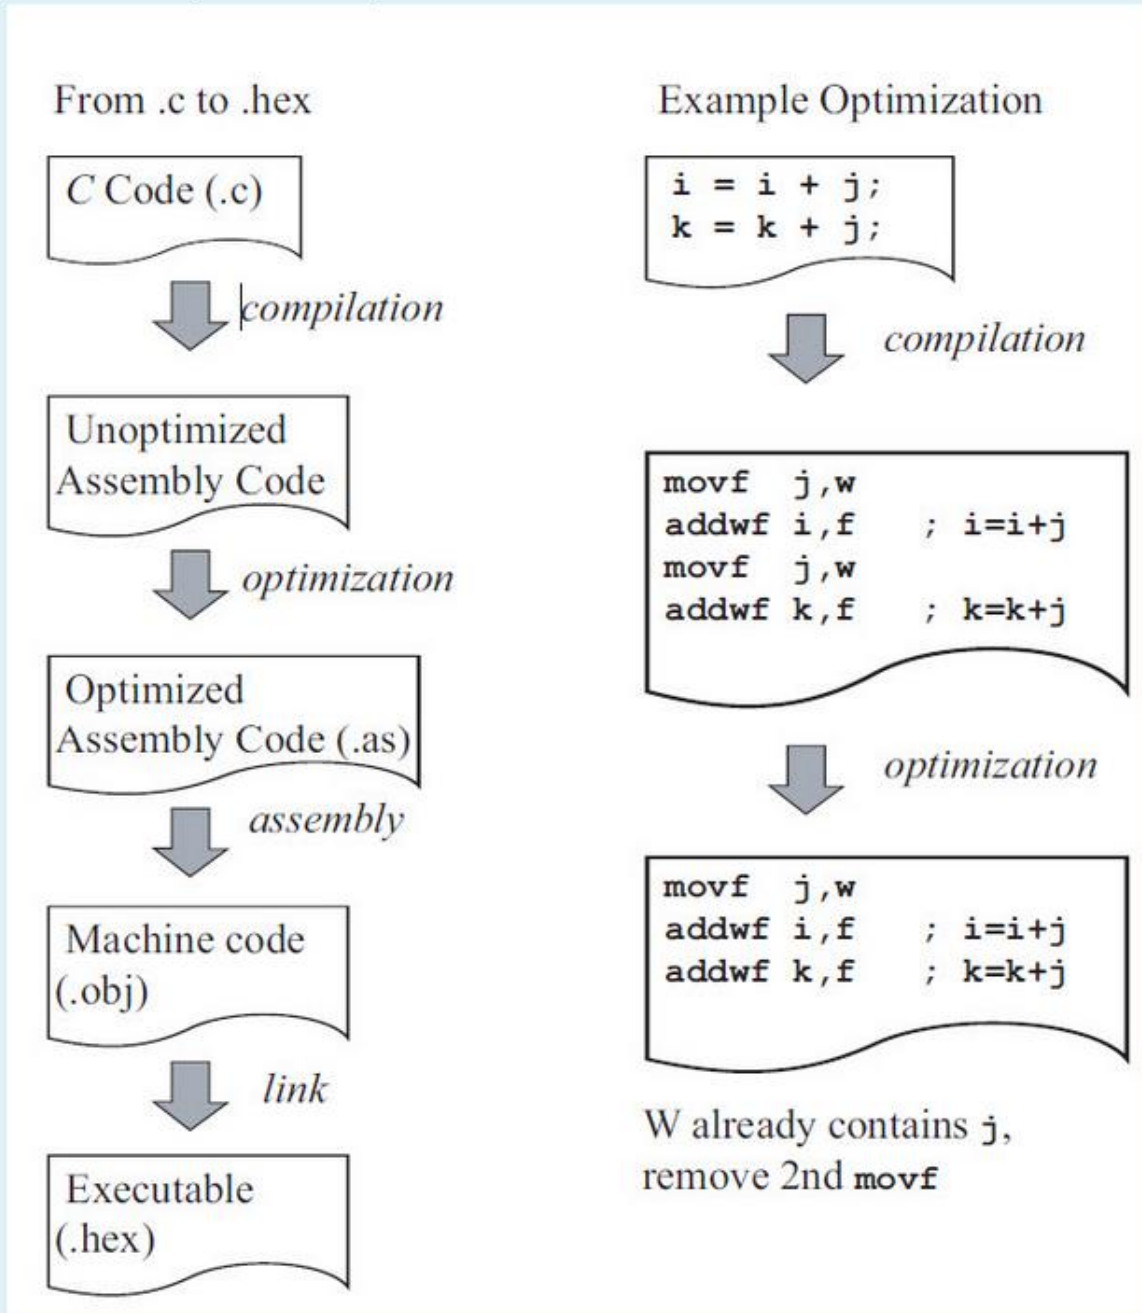 From .c to .hex
C Code (.c)
compilation
Unoptimized
Assembly Code
optimization
Optimized
Assembly Code (.as)
assembly
Machine code
(.obj)
link
Executable
(.hex)
Example Optimization
i = i + j;
k = k + j;
compilation
movf j,w
addwf i,f ; i=i+j
movf j,w
addwf k,f ; k=k+j
optimization
movf j,w
addwf i,f ; i=i+j
addwf k,f ; k=k+j
W already contains j,
remove 2nd movf